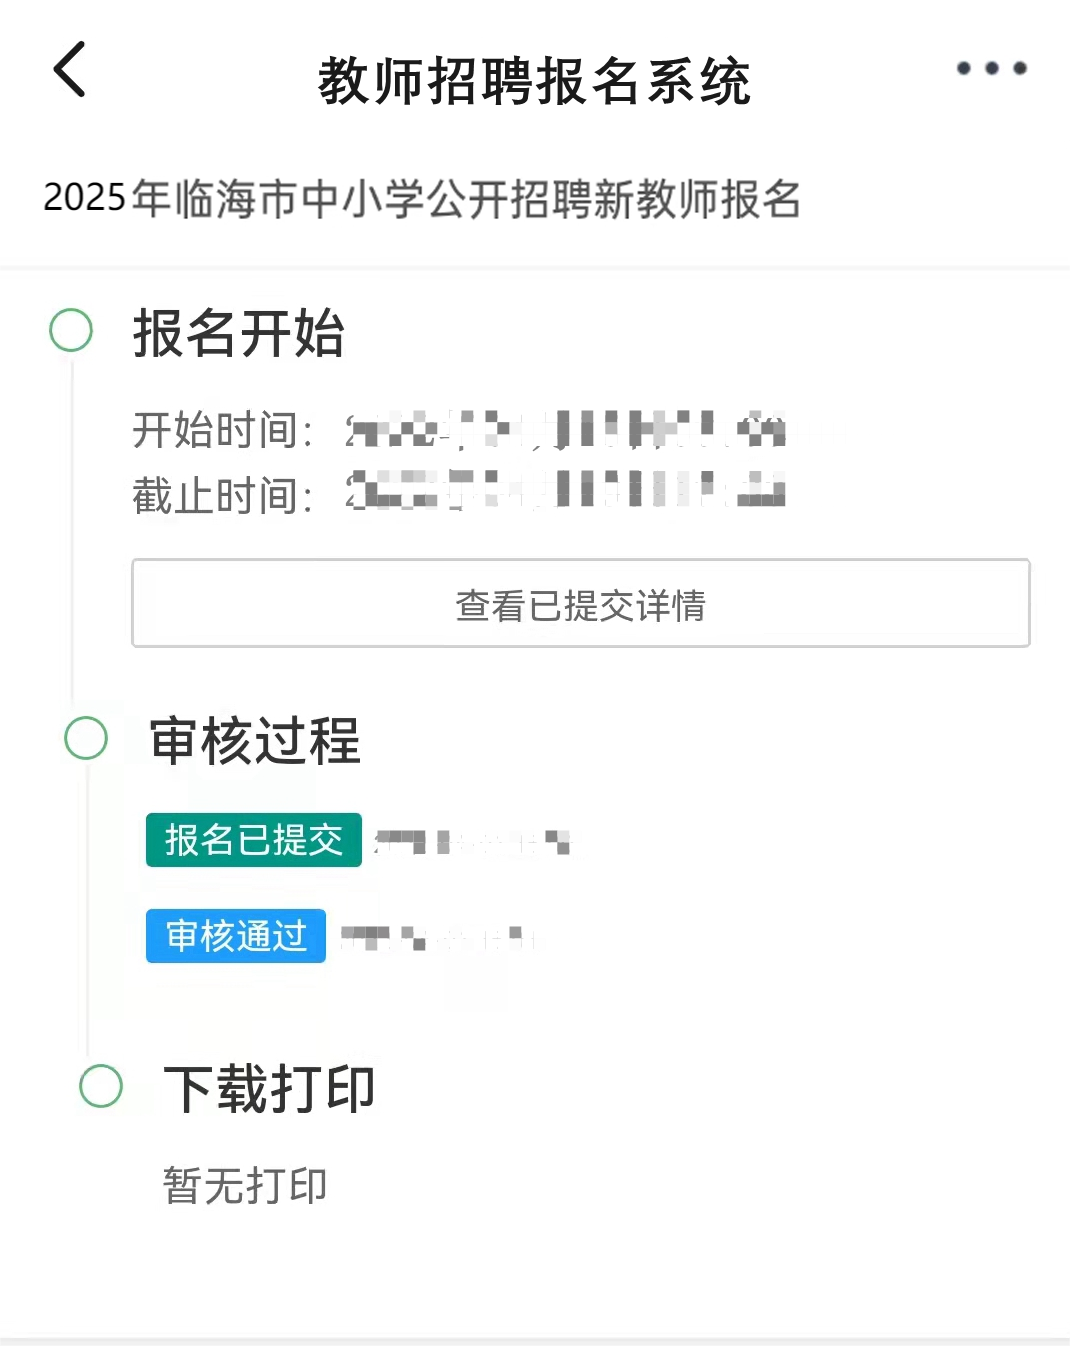 教师招聘报名系统
2025年临海市中小学公开招聘新教师报名
报名开始
开始时间：
截止时间：
查看已提交详情
审核过程
报名已提交
审核通过
下载打印
暂无打印